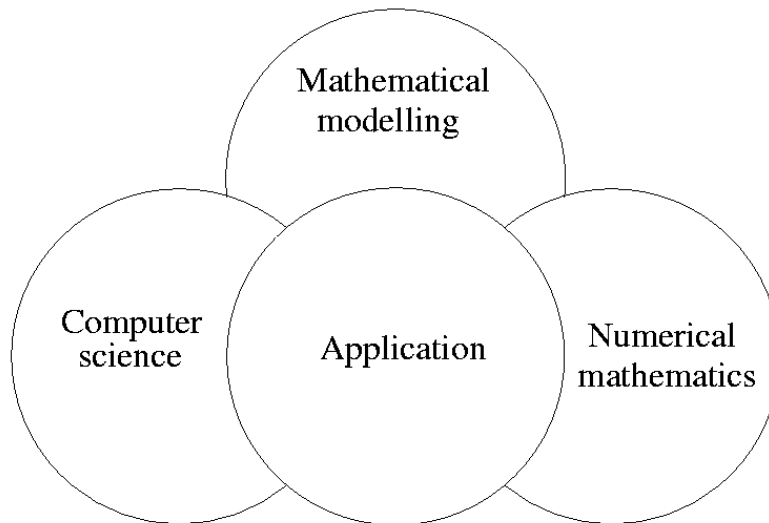 Mathematical
modelling
Computer
science
Application
Numerical
mathematics